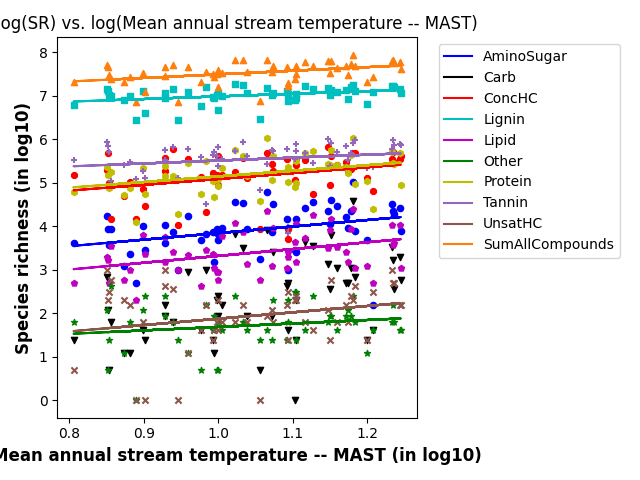 og(SR) vs. log(Mean annual stream temperature -- MAST)
Species richness (in log10)
8
7
6
5
4
3
2
1
0
0.8 0.9 1.0 1.1 1.2
Mean annual stream temperature -- MAST (in log10)
AminoSugar
Carb
ConcHC
Lignin
Lipid
Other
Protein
Tannin
UnsatHC
SumAllCompounds